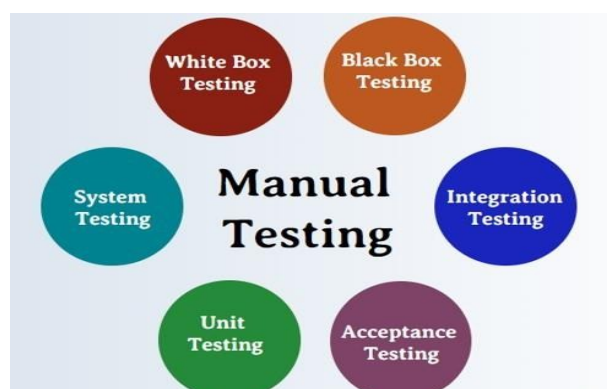 White Box
Testing
Black Box
Testing
System
Testing
Manual
Testing
Integration
Testing
Unit
Testing
Acceptance
Testing